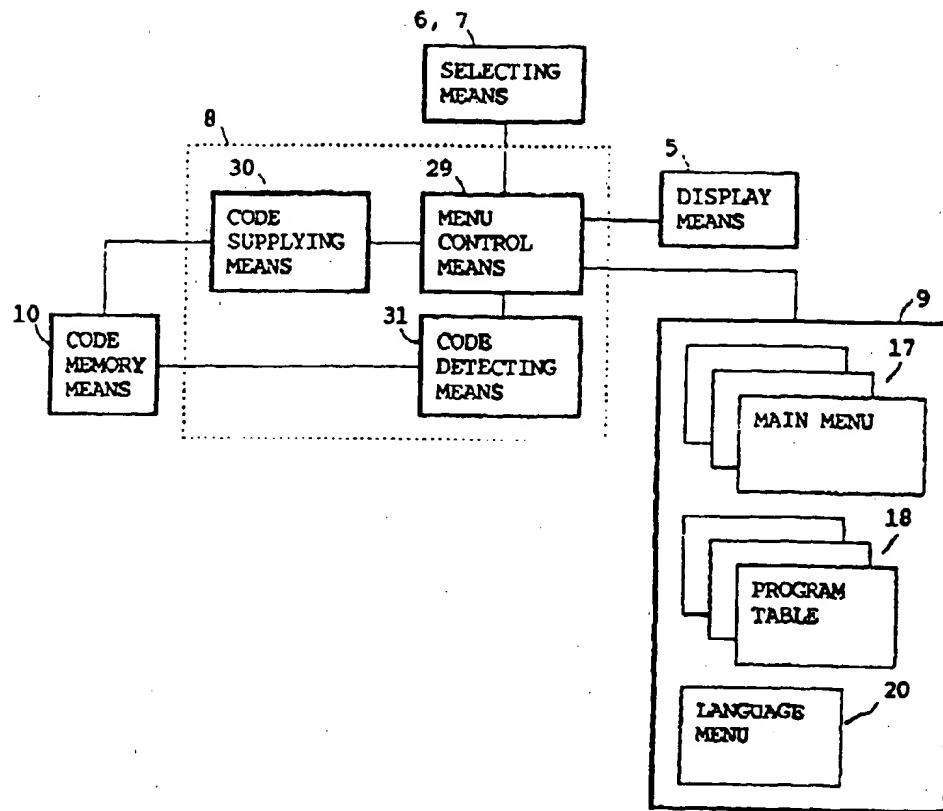 6, 7
SELECTING
MEANS
8
30
29
5
CODE
SUPPLYING
MEANS
MENU
CONTROL
MEANS
DISPLAY
MEANS
10
31
9
CODE
MEMORY
MEANS
CODE
DETECTING
MEANS
17
MAIN MENU
18
PROGRAM
TABLE
20
LANGUAGE
MENU